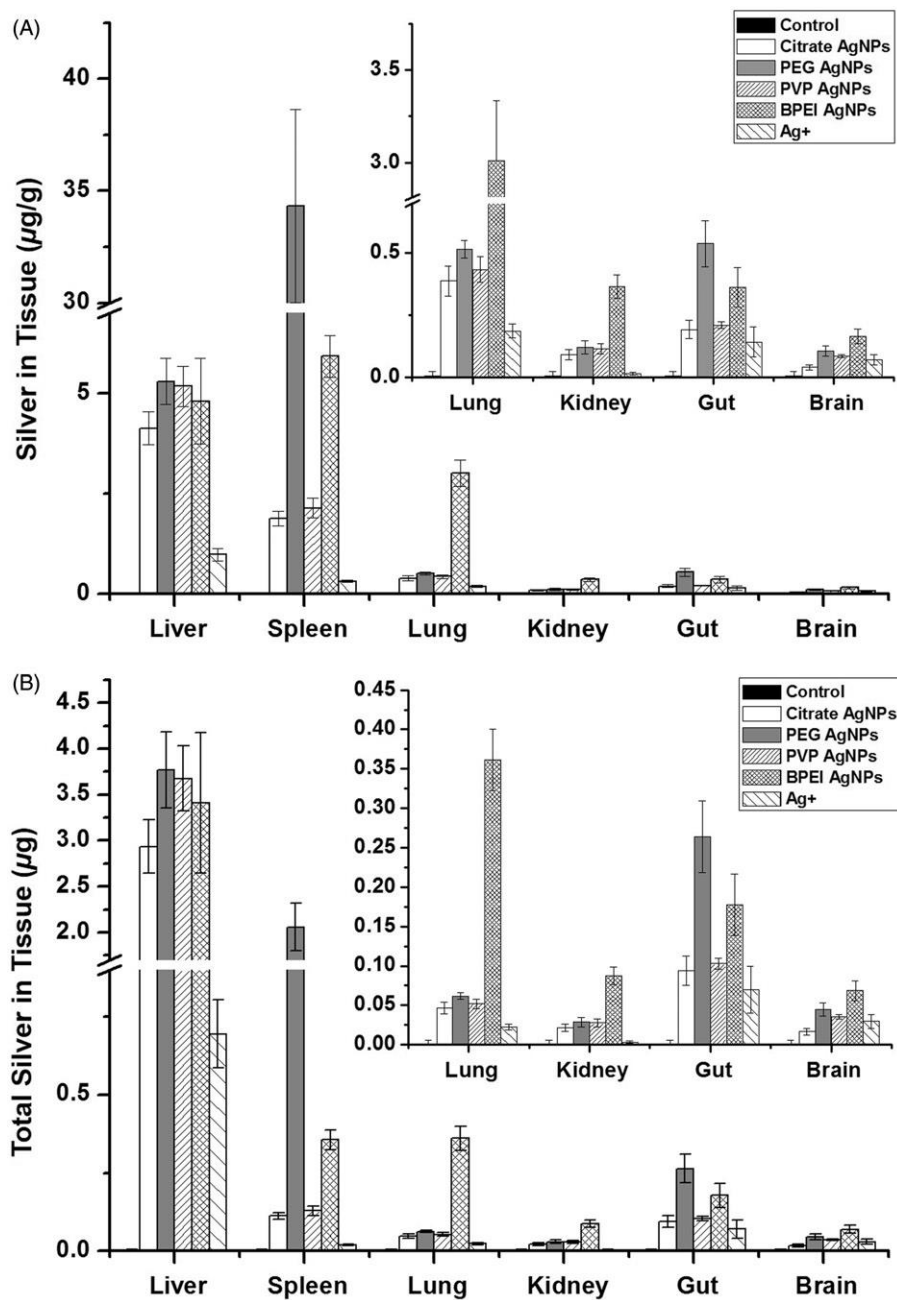 (A)
Silver in Tissue (µg/g)
40
35
30
5
0
Liver Spleen Lung Kidney Gut Brain
3.5
3.0
0.5
0.0
Lung Kidney Gut Brain
Control
Citrate AgNPs
PEG AgNPs
PVP AgNPs
BPEI AgNPs
Ag+
(B)
Total Silver in Tissue (µg)
4.5
4.0
3.5
3.0
2.5
2.0
0.5
0.0
Liver Spleen Lung Kidney Gut Brain
0.45
0.40
0.35
0.30
0.25
0.20
0.15
0.10
0.05
0.00
Lung Kidney Gut Brain
Control
Citrate AgNPs
PEG AgNPs
PVP AgNPs
BPEI AgNPs
Ag+